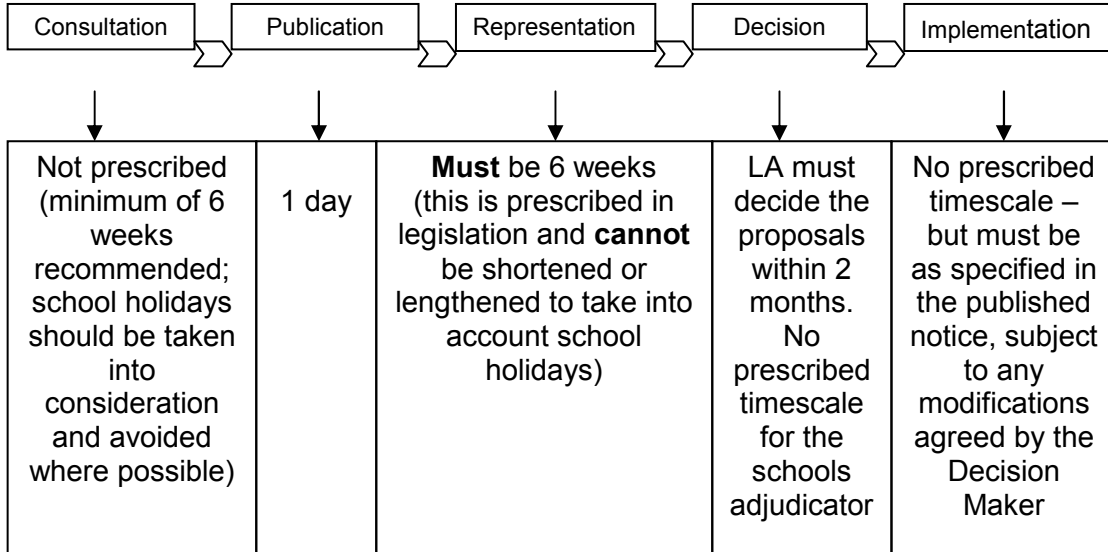 Consultation
Publication
Representation
Decision
Implementation
Not prescribed
(minimum of 6
weeks
recommended;
school holidays
should be taken
into
consideration
and avoided
where possible)
1 day
Must be 6 weeks
(this is prescribed in
legislation and cannot
be shortened or
lengthened to take into
account school
holidays)
LA must
decide the
proposals
within 2
months.
No
prescribed
timescale
for the
schools
adjudicator
No prescribed
timescale –
but must be
as specified in
the published
notice, subject
to any
modifications
agreed by the
Decision
Maker